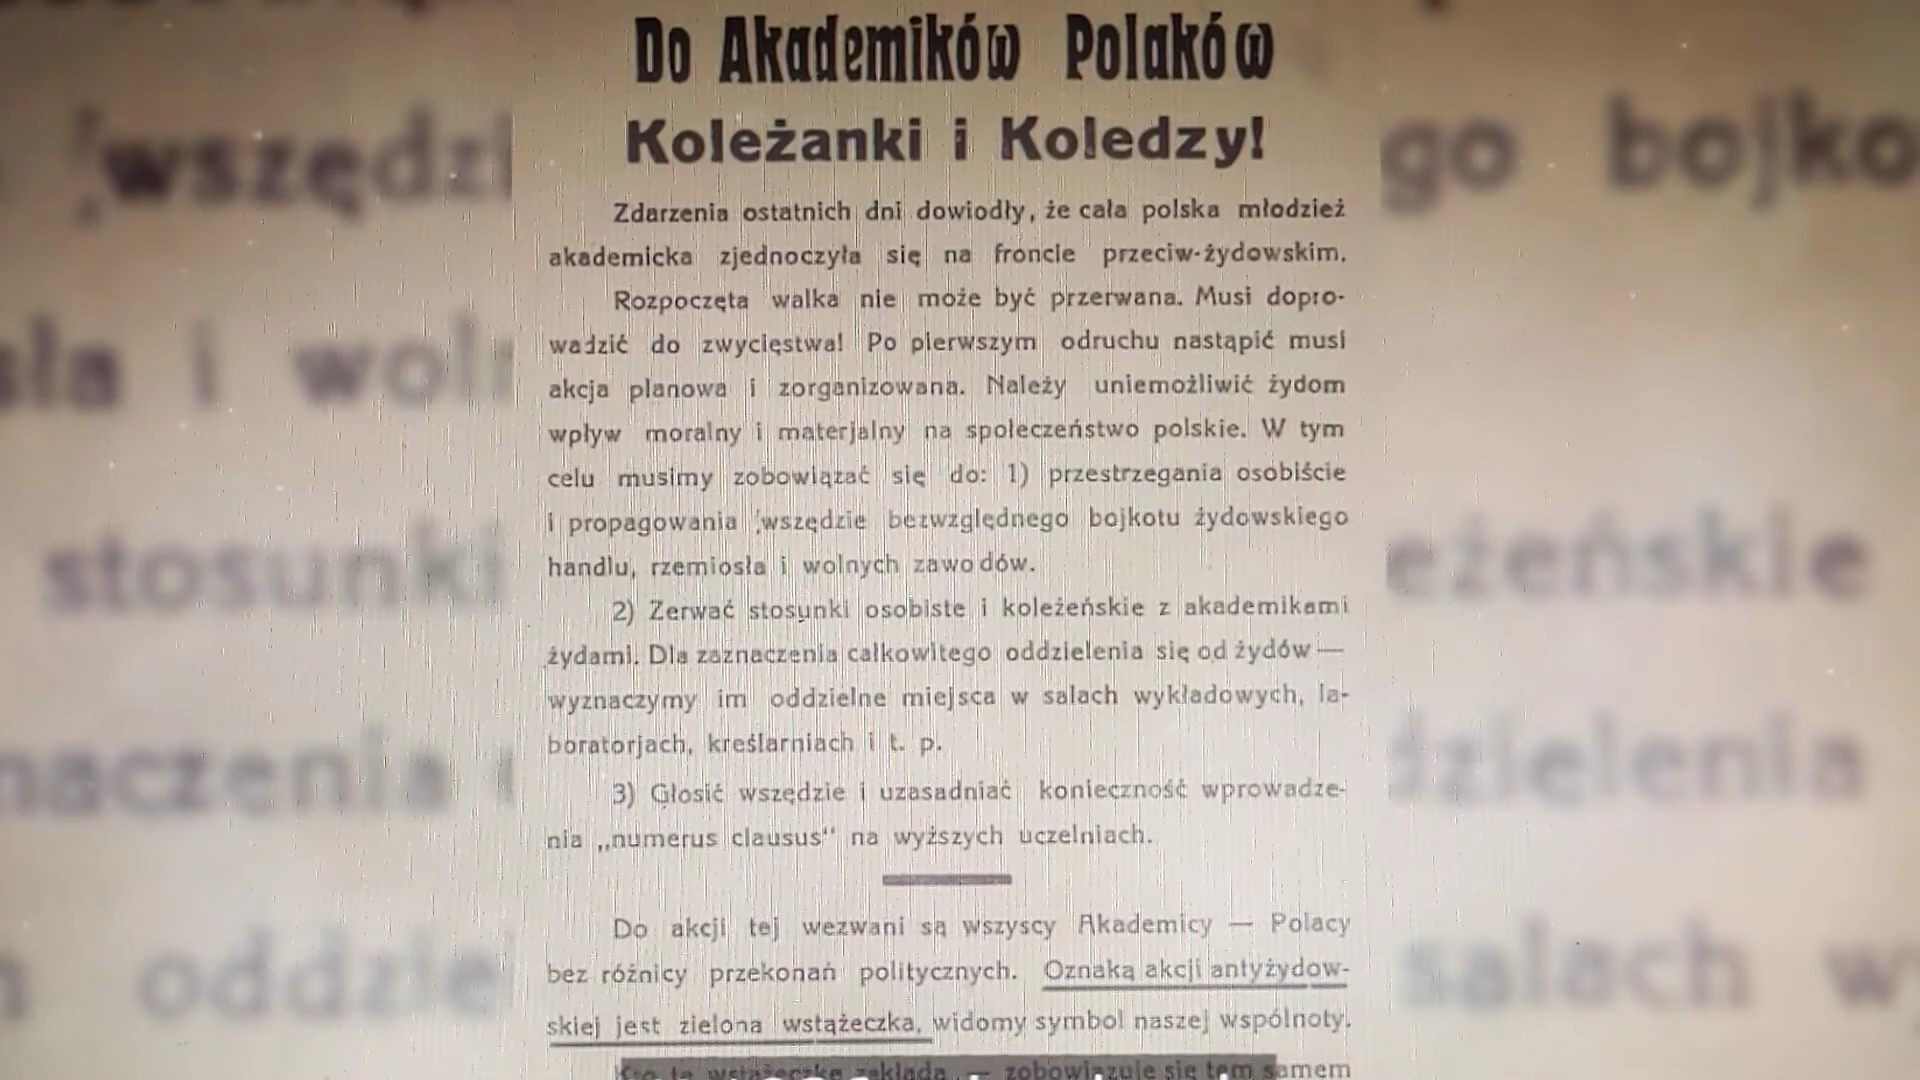 Do Akademików Polaków
Koleżanki i Koledzy!
Zdarzenia ostatnich dni dowiodły, że cała polska młodzież
akademicka zjednoczyła się na froncie przeciw-żydowskim.
Rozpoczęta walka nie może być przerwana. Musi dopro-
wadzić do zwycięstwa! Po pierwszym odruchu nastąpić musi
akcja planowa i zorganizowana. Należy uniemożliwić żydom
wpływ moralny i materjalny na społeczeństwo polskie. W tym
celu musimy zobowiązać się do: 1) przestrzegania osobiście
i propagowania wszędzie bezwzględnego bojkotu żydowskiego
handlu, rzemiosła i wolnych zawodów.
2) Zerwać stosunki osobiste i koleżeńskie z akademikami
żydami. Dla zaznaczenia całkowitego oddzielenia się od żydów —
wyznaczymy im oddzielne miejsca w salach wykładowych, la-
boratorjach, kreślarniach i t. p.
3) Głosić wszędzie i uzasadniać konieczność wprowadze-
nia „numerus clausus" na wyższych uczelniach.
Do akcji tej wezwani są wszyscy Akademicy — Polacy
bez różnicy przekonań politycznych. Oznaką akcji antyżydow-
skiej jest zielona wstążeczka, widomy symbol naszej wspólnoty.
Kto tę wstążeczkę zakłada — zobowiązuje się tem samem